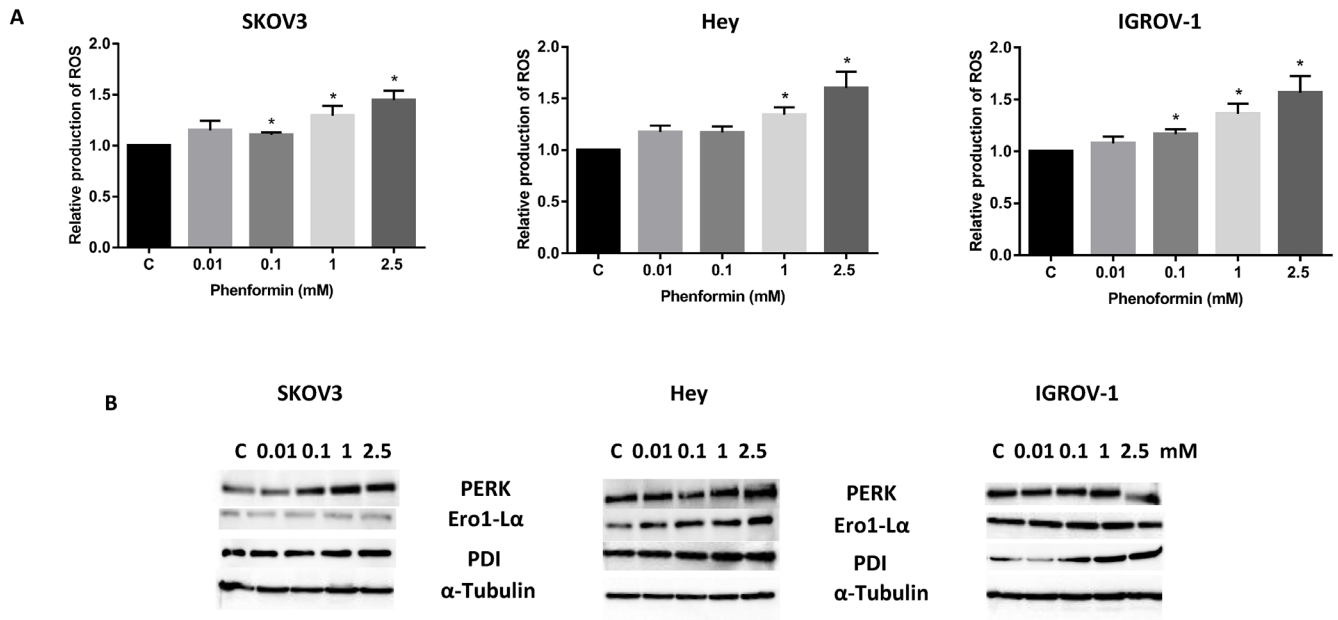 A
SKOV3
Hey
IGROV-1
Relative production of ROS
2.0
1.5
1.0
0.5
0.0
C 0.01 0.1 1 2.5
Phenformin (mM)
* * *
Relative production of ROS
2.0
1.5
1.0
0.5
0.0
C 0.01 0.1 1 2.5
Phenformin (mM)
* *
Relative production of ROS
2.0
1.5
1.0
0.5
0.0
C 0.01 0.1 1 2.5
Phenoformin (mM)
* * *
B
SKOV3
Hey
IGROV-1
C 0.01 0.1 1 2.5
C 0.01 0.1 1 2.5
C 0.01 0.1 1 2.5 mM
PERK
Ero1-Lα
PDI
α-Tubulin
PERK
Ero1-Lα
PDI
α-Tubulin